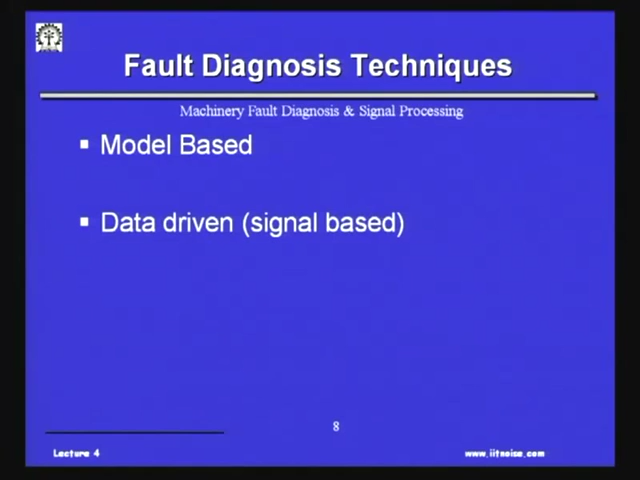 Fault Diagnosis Techniques
Machinery Fault Diagnosis & Signal Processing
▪ Model Based
▪ Data driven (signal based)
8
Lecture 4
www.iitnoise.com